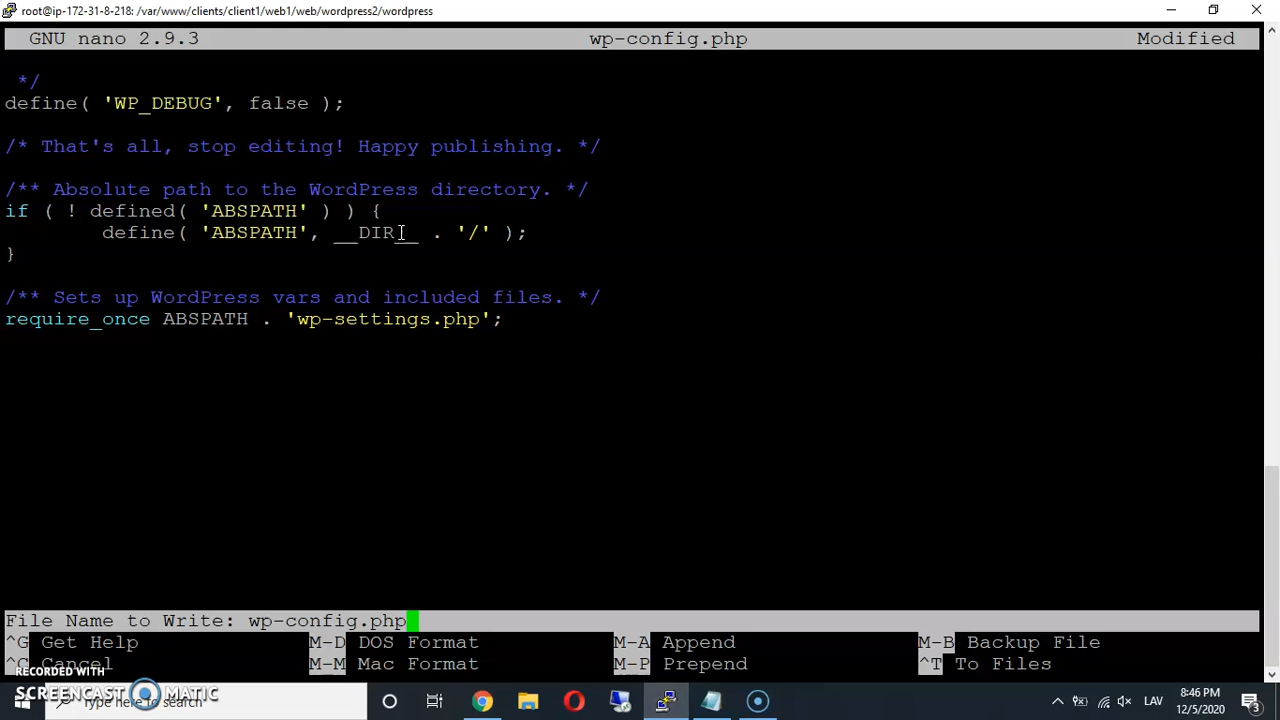 root@ip-172-31-8-218: /var/www/clients/client1/web1/web/wordpress2/wordpress
GNU nano 2.9.3 wp-config.php Modified
*/
define( 'WP_DEBUG', false );
/* That's all, stop editing! Happy publishing. */
/** Absolute path to the WordPress directory. */
if ( ! defined( 'ABSPATH' ) ) {
define( 'ABSPATH', __DIR__ . '/' );
}
/** Sets up WordPress vars and included files. */
require_once ABSPATH . 'wp-settings.php';
File Name to Write: wp-config.php
^G Get Help M-D DOS Format M-A Append M-B Backup File
^C Cancel M-M Mac Format M-P Prepend ^T To Files
RECORDED WITH
SCREENCAST MATIC
Type here to search
LAV
8:46 PM
12/5/2020
3